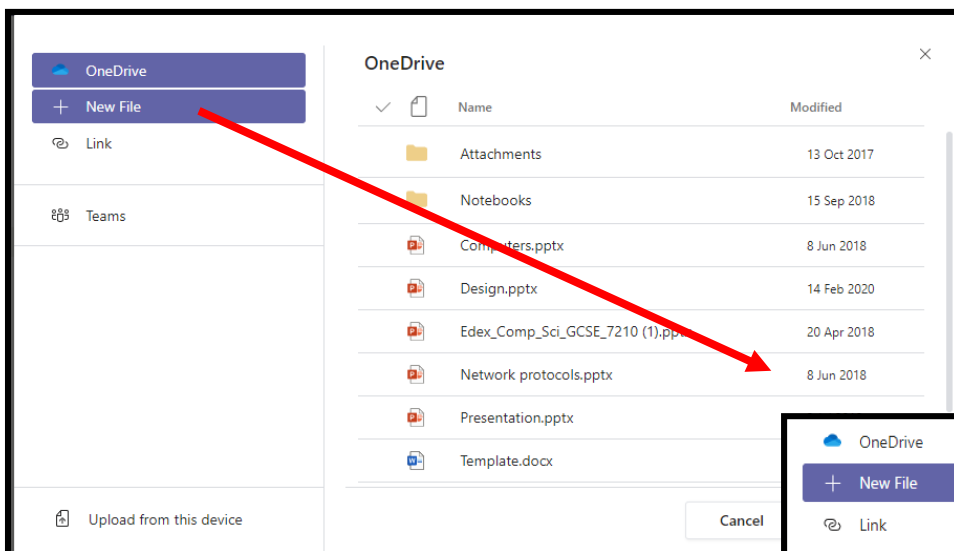 OneDrive
New File
Link
Teams
Upload from this device
OneDrive
Name Modified
Attachments 13 Oct 2017
Notebooks 15 Sep 2018
Computers.pptx 8 Jun 2018
Design.pptx 14 Feb 2020
Edex_Comp_Sci_GCSE_7210 (1).pptx 20 Apr 2018
Network protocols.pptx 8 Jun 2018
Presentation.pptx
Template.docx
Cancel
OneDrive
New File
Link